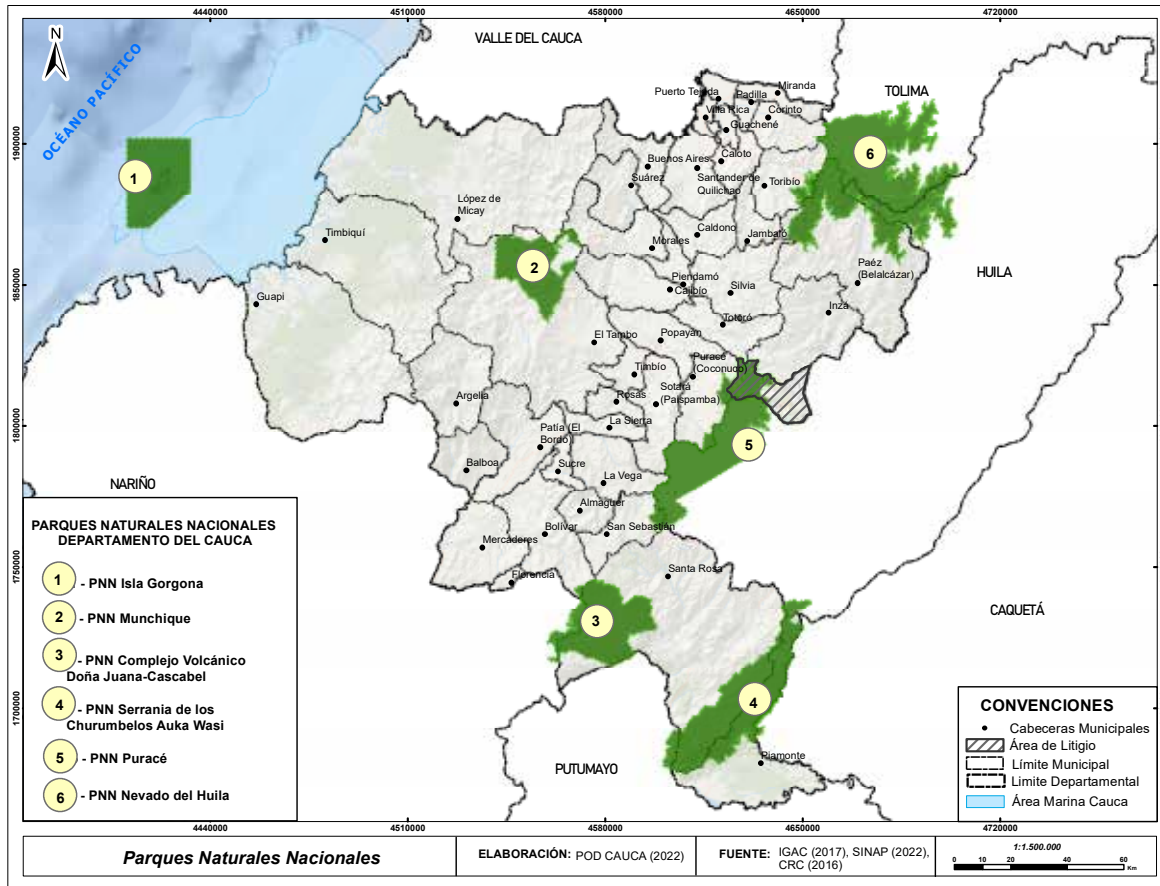 4440000 4510000 4580000 4650000 4720000
N
VALLE DEL CAUCA
OCÉANO PACÍFICO
TOLIMA
1900000
1850000
1800000
1750000
1700000
Miranda
Puerto Tejada
Padilla
Villa Rica
Corinto
Guachené
Buenos Aires
Caloto
Suárez
Santander de
Quilichao
Toribío
López de
Micay
Timbiquí
Caldono
Jambaló
Morales
Paéz
(Belalcázar)
HUILA
Piendamó
Cajibío
Silvia
Guapi
Inzá
Totoró
El Tambo
Popayán
Puracé
(Coconuco)
Timbío
Rosas
Sotará
(Paispamba)
Argelia
La Sierra
Patía (El
Bordo)
Balboa
Sucre
La Vega
NARIÑO
Almaguer
Bolívar
San Sebastián
Mercaderes
Florencia
Santa Rosa
CAQUETÁ
PUTUMAYO
Piamonte
1
2
3
4
5
6
PARQUES NATURALES NACIONALES
DEPARTAMENTO DEL CAUCA
1 - PNN Isla Gorgona
2 - PNN Munchique
3 - PNN Complejo Volcánico
Doña Juana-Cascabel
4 - PNN Serrania de los
Churumbelos Auka Wasi
5 - PNN Puracé
6 - PNN Nevado del Huila
CONVENCIONES
Cabeceras Municipales
Área de Litigio
Límite Municipal
Limite Departamental
Área Marina Cauca
4440000 4510000 4580000 4650000 4720000
Parques Naturales Nacionales
ELABORACIÓN: POD CAUCA (2022)
FUENTE: IGAC (2017), SINAP (2022),
CRC (2016)
1:1.500.000
0 10 20 40 60
Km